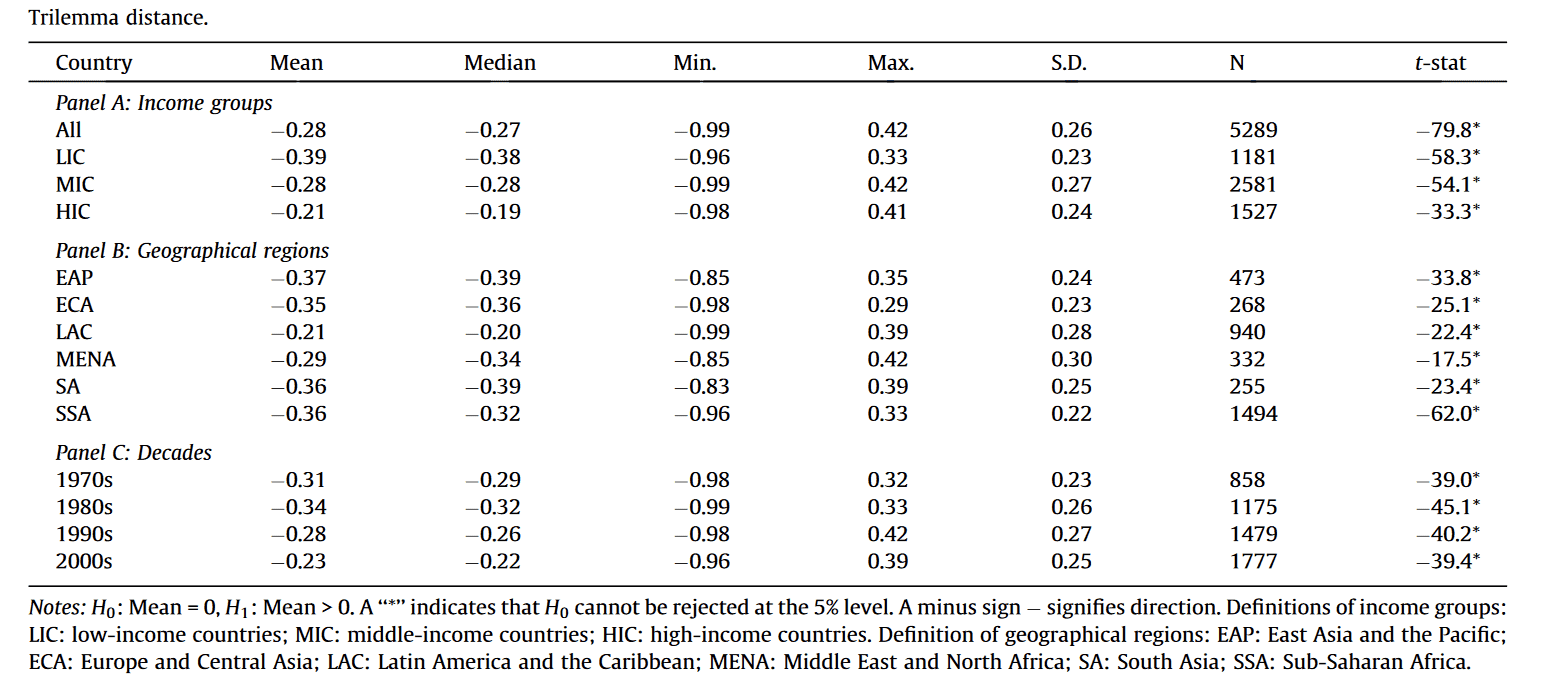 Trilemma distance.
Country Mean Median Min. Max. S.D. N t-stat
Panel A: Income groups
All −0.28 −0.27 −0.99 0.42 0.26 5289 −79.8*
LIC −0.39 −0.38 −0.96 0.33 0.23 1181 −58.3*
MIC −0.28 −0.28 −0.99 0.42 0.27 2581 −54.1*
HIC −0.21 −0.19 −0.98 0.41 0.24 1527 −33.3*
Panel B: Geographical regions
EAP −0.37 −0.39 −0.85 0.35 0.24 473 −33.8*
ECA −0.35 −0.36 −0.98 0.29 0.23 268 −25.1*
LAC −0.21 −0.20 −0.99 0.39 0.28 940 −22.4*
MENA −0.29 −0.34 −0.85 0.42 0.30 332 −17.5*
SA −0.36 −0.39 −0.83 0.39 0.25 255 −23.4*
SSA −0.36 −0.32 −0.96 0.33 0.22 1494 −62.0*
Panel C: Decades
1970s −0.31 −0.29 −0.98 0.32 0.23 858 −39.0*
1980s −0.34 −0.32 −0.99 0.33 0.26 1175 −45.1*
1990s −0.28 −0.26 −0.98 0.42 0.27 1479 −40.2*
2000s −0.23 −0.22 −0.96 0.39 0.25 1777 −39.4*
Notes: H0: Mean = 0, H1: Mean > 0. A “*” indicates that H0 cannot be rejected at the 5% level. A minus sign − signifies direction. Definitions of income groups:
LIC: low-income countries; MIC: middle-income countries; HIC: high-income countries. Definition of geographical regions: EAP: East Asia and the Pacific;
ECA: Europe and Central Asia; LAC: Latin America and the Caribbean; MENA: Middle East and North Africa; SA: South Asia; SSA: Sub-Saharan Africa.